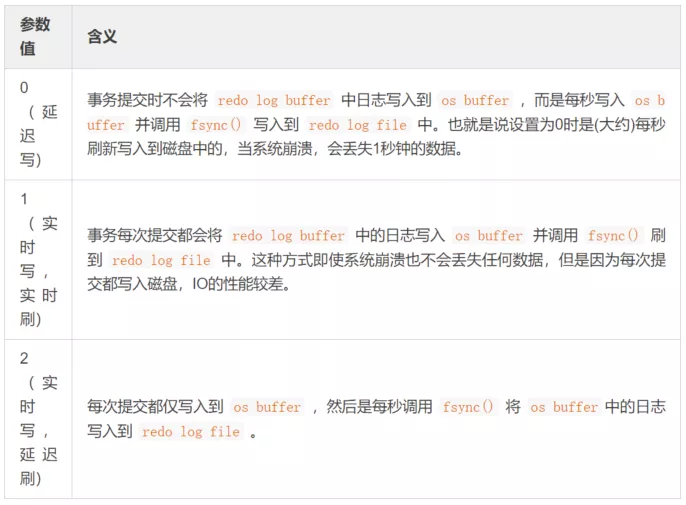 参数
值
含义
0
（ 延
迟
写）
事务提交时不会将 redo log buffer 中日志写入到 os buffer ，而是每秒写入 os b
uffer 并调用 fsync() 写入到 redo log file 中。也就是说设置为0时是(大约)每秒
刷新写入到磁盘中的，当系统崩溃，会丢失1秒钟的数据。
1
（ 实
时
写 ，
实 时
刷）
事务每次提交都会将 redo log buffer 中的日志写入 os buffer 并调用 fsync() 刷
到 redo log file 中。这种方式即使系统崩溃也不会丢失任何数据，但是因为每次提
交都写入磁盘，IO的性能较差。
2
（ 实
时
写 ，
延 迟
刷）
每次提交都仅写入到 os buffer ，然后是每秒调用 fsync() 将 os buffer 中的日志
写入到 redo log file 。